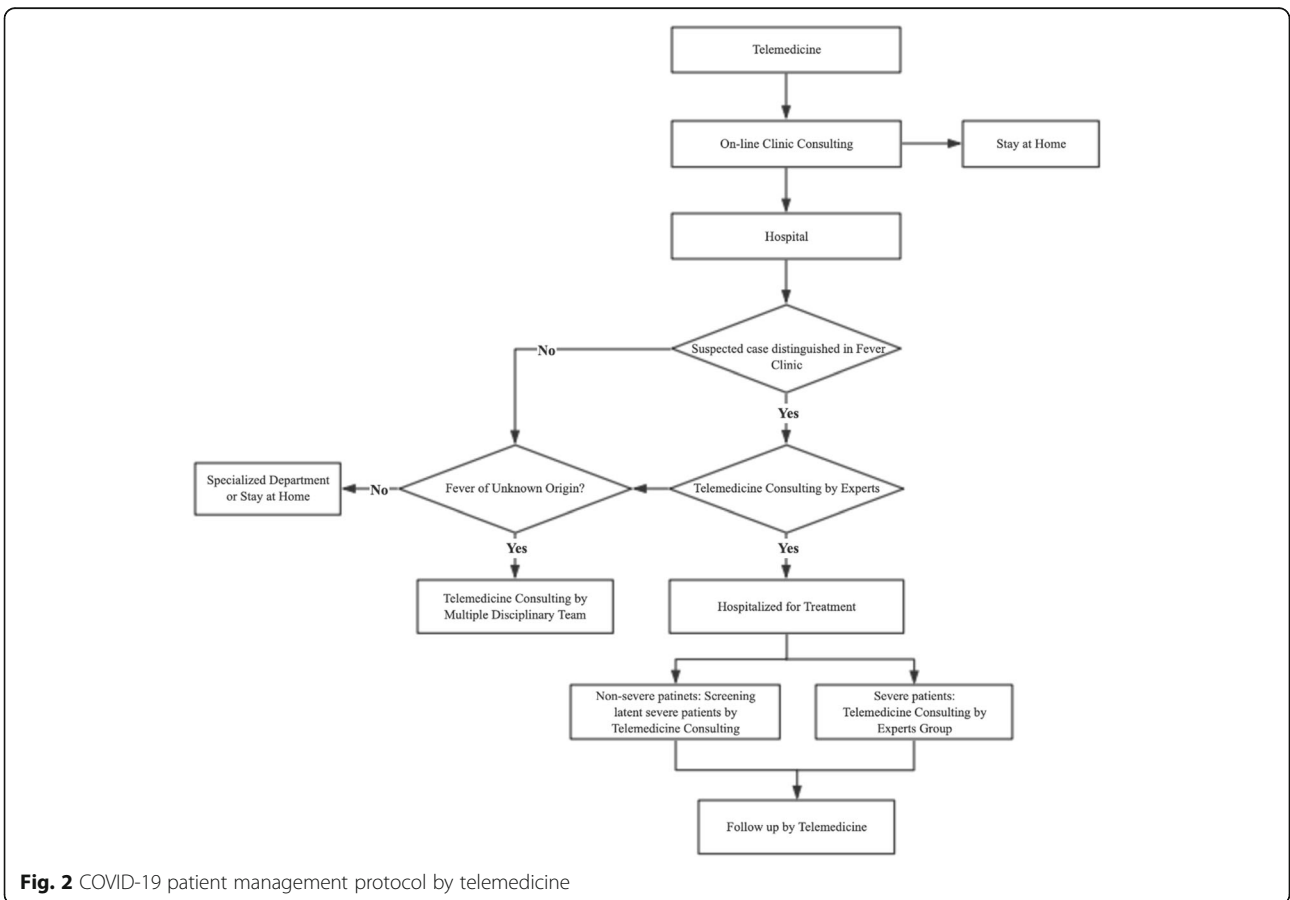 Telemedicine
On-line Clinic Consulting
Stay at Home
Hospital
Suspected case distinguished in Fever
Clinic
No
Yes
Specialized Department
or Stay at Home
No
Fever of Unknown Origin?
Telemedicine Consulting by Experts
Yes
Yes
Telemedicine Consulting by
Multiple Disciplinary Team
Hospitalized for Treatment
Non-severe patinets: Screening
latent severe patients by
Telemedicine Consulting
Severe patients:
Telemedicine Consulting by
Experts Group
Follow up by Telemedicine
Fig. 2 COVID-19 patient management protocol by telemedicine